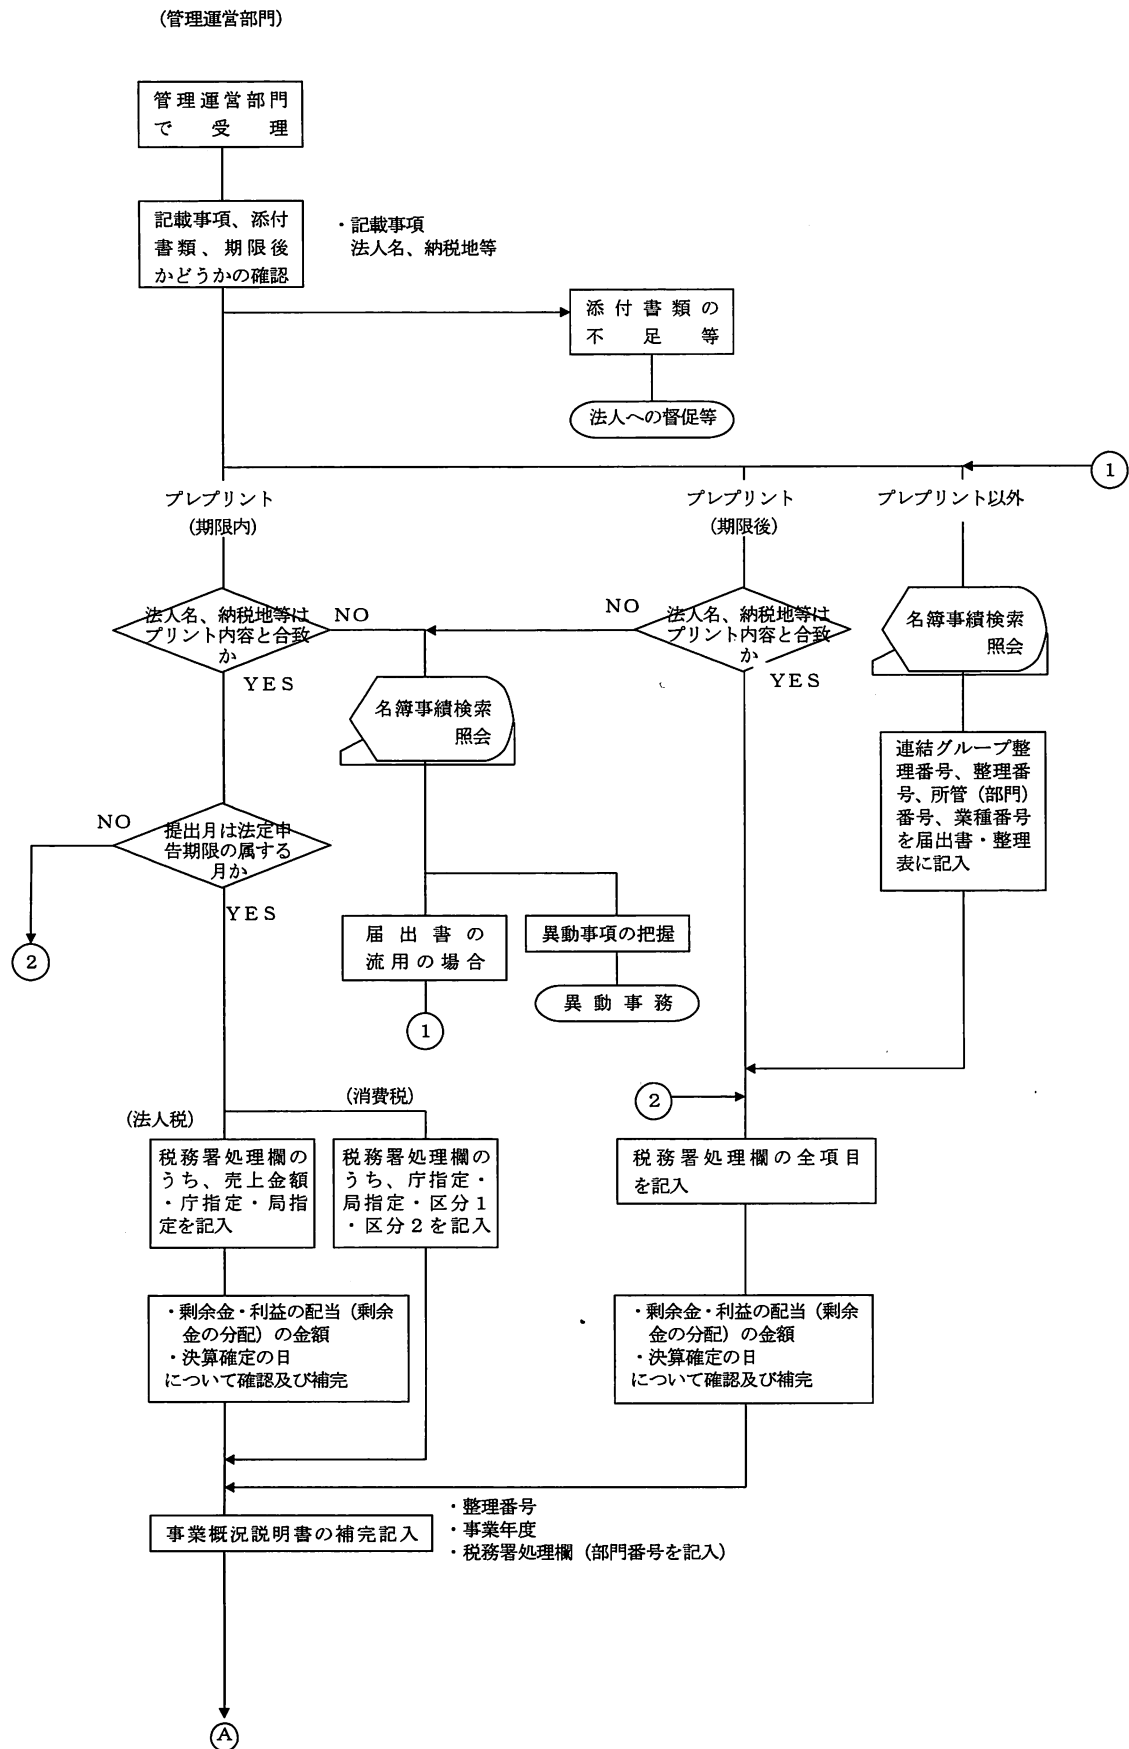 （管理運営部門）
管理運営部門
で受理
記載事項、添付
書類、期限後
かどうかの確認
・記載事項
法人名、納税地等
添付書類の
不足等
法人への督促等
1
プレプリント
（期限内）
プレプリント
（期限後）
プレプリント以外
法人名、納税地等は
プリント内容と合致
か
NO
YES
NO
法人名、納税地等は
プリント内容と合致
か
YES
名簿事績検索
照会
名簿事績検索
照会
連結グループ整
理番号、整理番
号、所管（部門）
番号、業種番号
を届出書・整理
表に記入
NO
提出月は法定申
告期限の属する
月か
YES
2
届出書の
流用の場合
1
異動事項の把握
異動事務
2
（法人税）
（消費税）
税務署処理欄の
うち、売上金額
・庁指定・局指
定を記入
税務署処理欄の
うち、庁指定・
局指定・区分１
・区分２を記入
税務署処理欄の全項目
を記入
・剰余金・利益の配当（剰余
金の分配）の金額
・決算確定の日
について確認及び補完
・剰余金・利益の配当（剰余
金の分配）の金額
・決算確定の日
について確認及び補完
事業概況説明書の補完記入
・整理番号
・事業年度
・税務署処理欄（部門番号を記入）
A